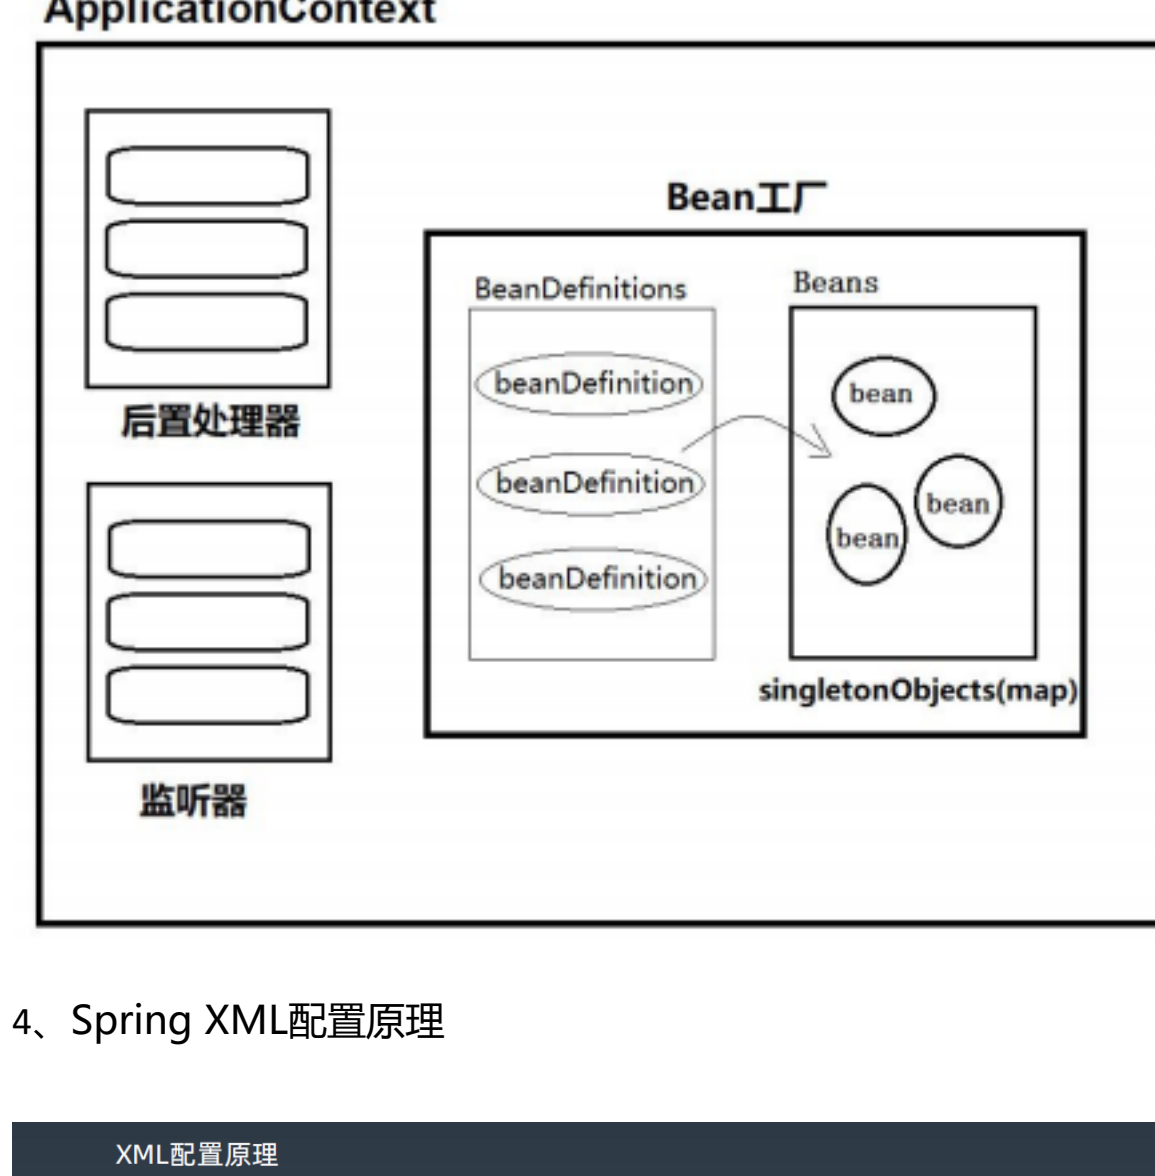 ApplicationContext
Bean工厂
BeanDefinitions
Beans
beanDefinition
bean
beanDefinition
bean
bean
beanDefinition
后置处理器
singletonObjects(map)
监听器
4、Spring XML配置原理
XML配置原理